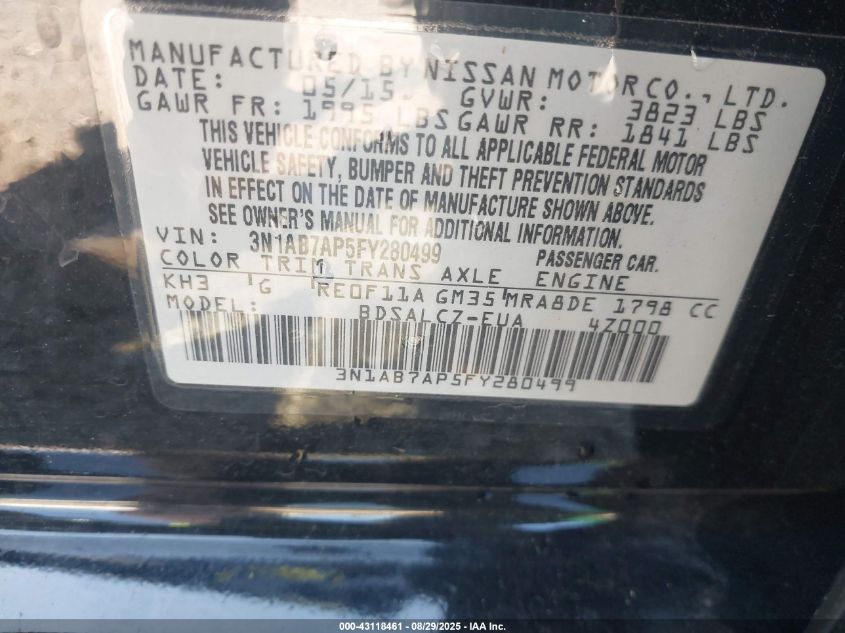 MANUFACTURED BY NISSAN MOTOR CO., LTD.
DATE: 05/15 GVWR: 3823 LBS
GAWR FR: 1995 LBS GAWR RR: 1841 LBS
THIS VEHICLE CONFORMS TO ALL APPLICABLE FEDERAL MOTOR
VEHICLE SAFETY, BUMPER AND THEFT PREVENTION STANDARDS
IN EFFECT ON THE DATE OF MANUFACTURE SHOWN ABOVE.
SEE OWNER'S MANUAL FOR ADDITIONAL INFORMATION.
VIN: 3N1AB7AP5FY280499 PASSENGER CAR.
COLOR TRIM TRANS AXLE ENGINE
KH3 G RE0F11A GM35 MRA8DE 1798 CC
MODEL: BDSALCZ-EUA 4Z000
3N1AB7AP5FY280499
000-43118461 - 08/29/2025 - IAA Inc.